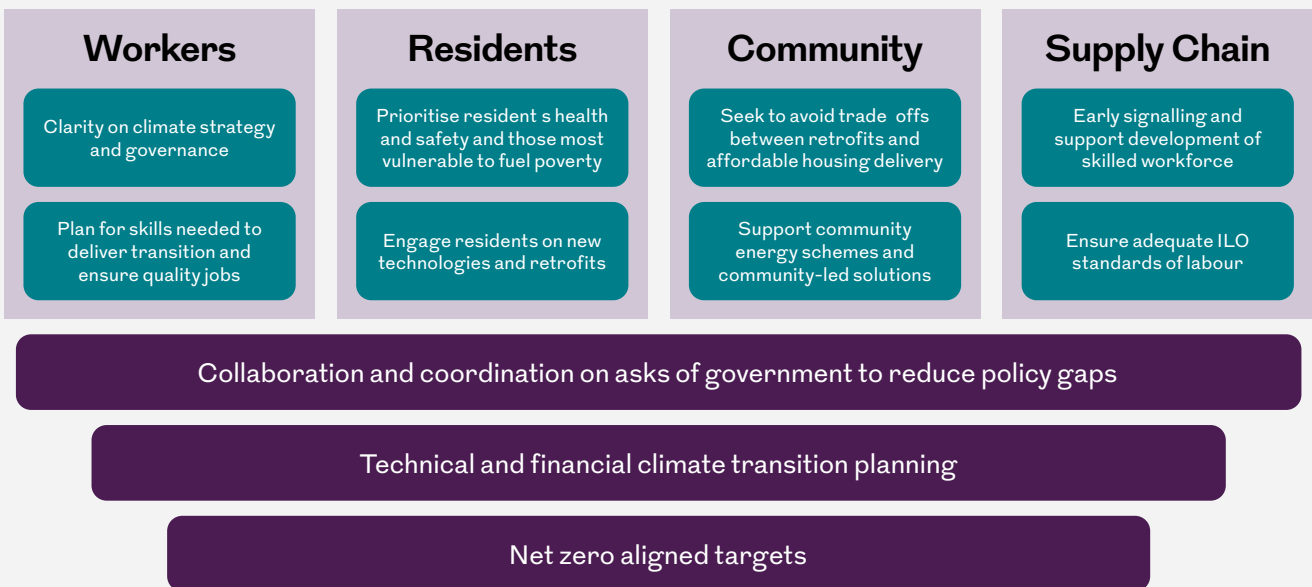 Workers
Clarity on climate strategy
and governance
Plan for skills needed to
deliver transition and
ensure quality jobs
Residents
Prioritise resident s health
and safety and those most
vulnerable to fuel poverty
Engage residents on new
technologies and retrofits
Community
Seek to avoid trade offs
between retrofits and
affordable housing delivery
Support community
energy schemes and
community-led solutions
Supply Chain
Early signalling and
support development of
skilled workforce
Ensure adequate ILO
standards of labour
Collaboration and coordination on asks of government to reduce policy gaps
Technical and financial climate transition planning
Net zero aligned targets